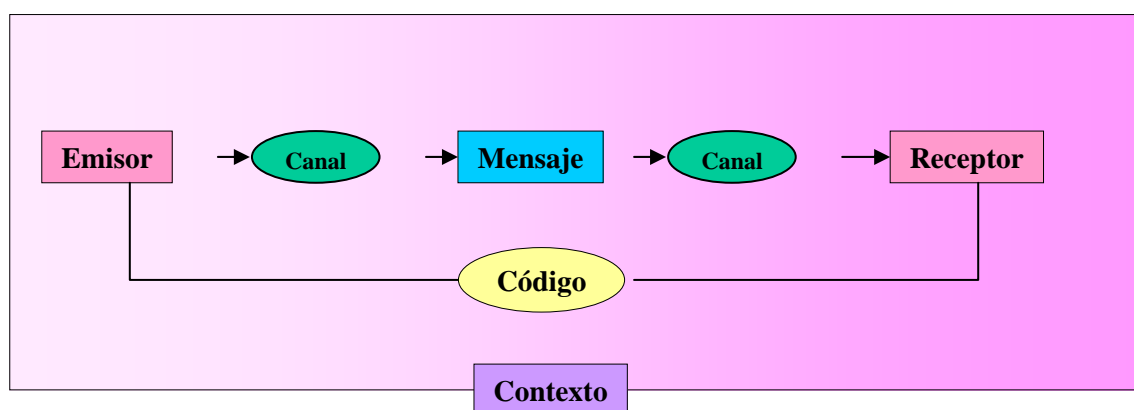 Emisor
Canal
Mensaje
Canal
Receptor
Código
Contexto